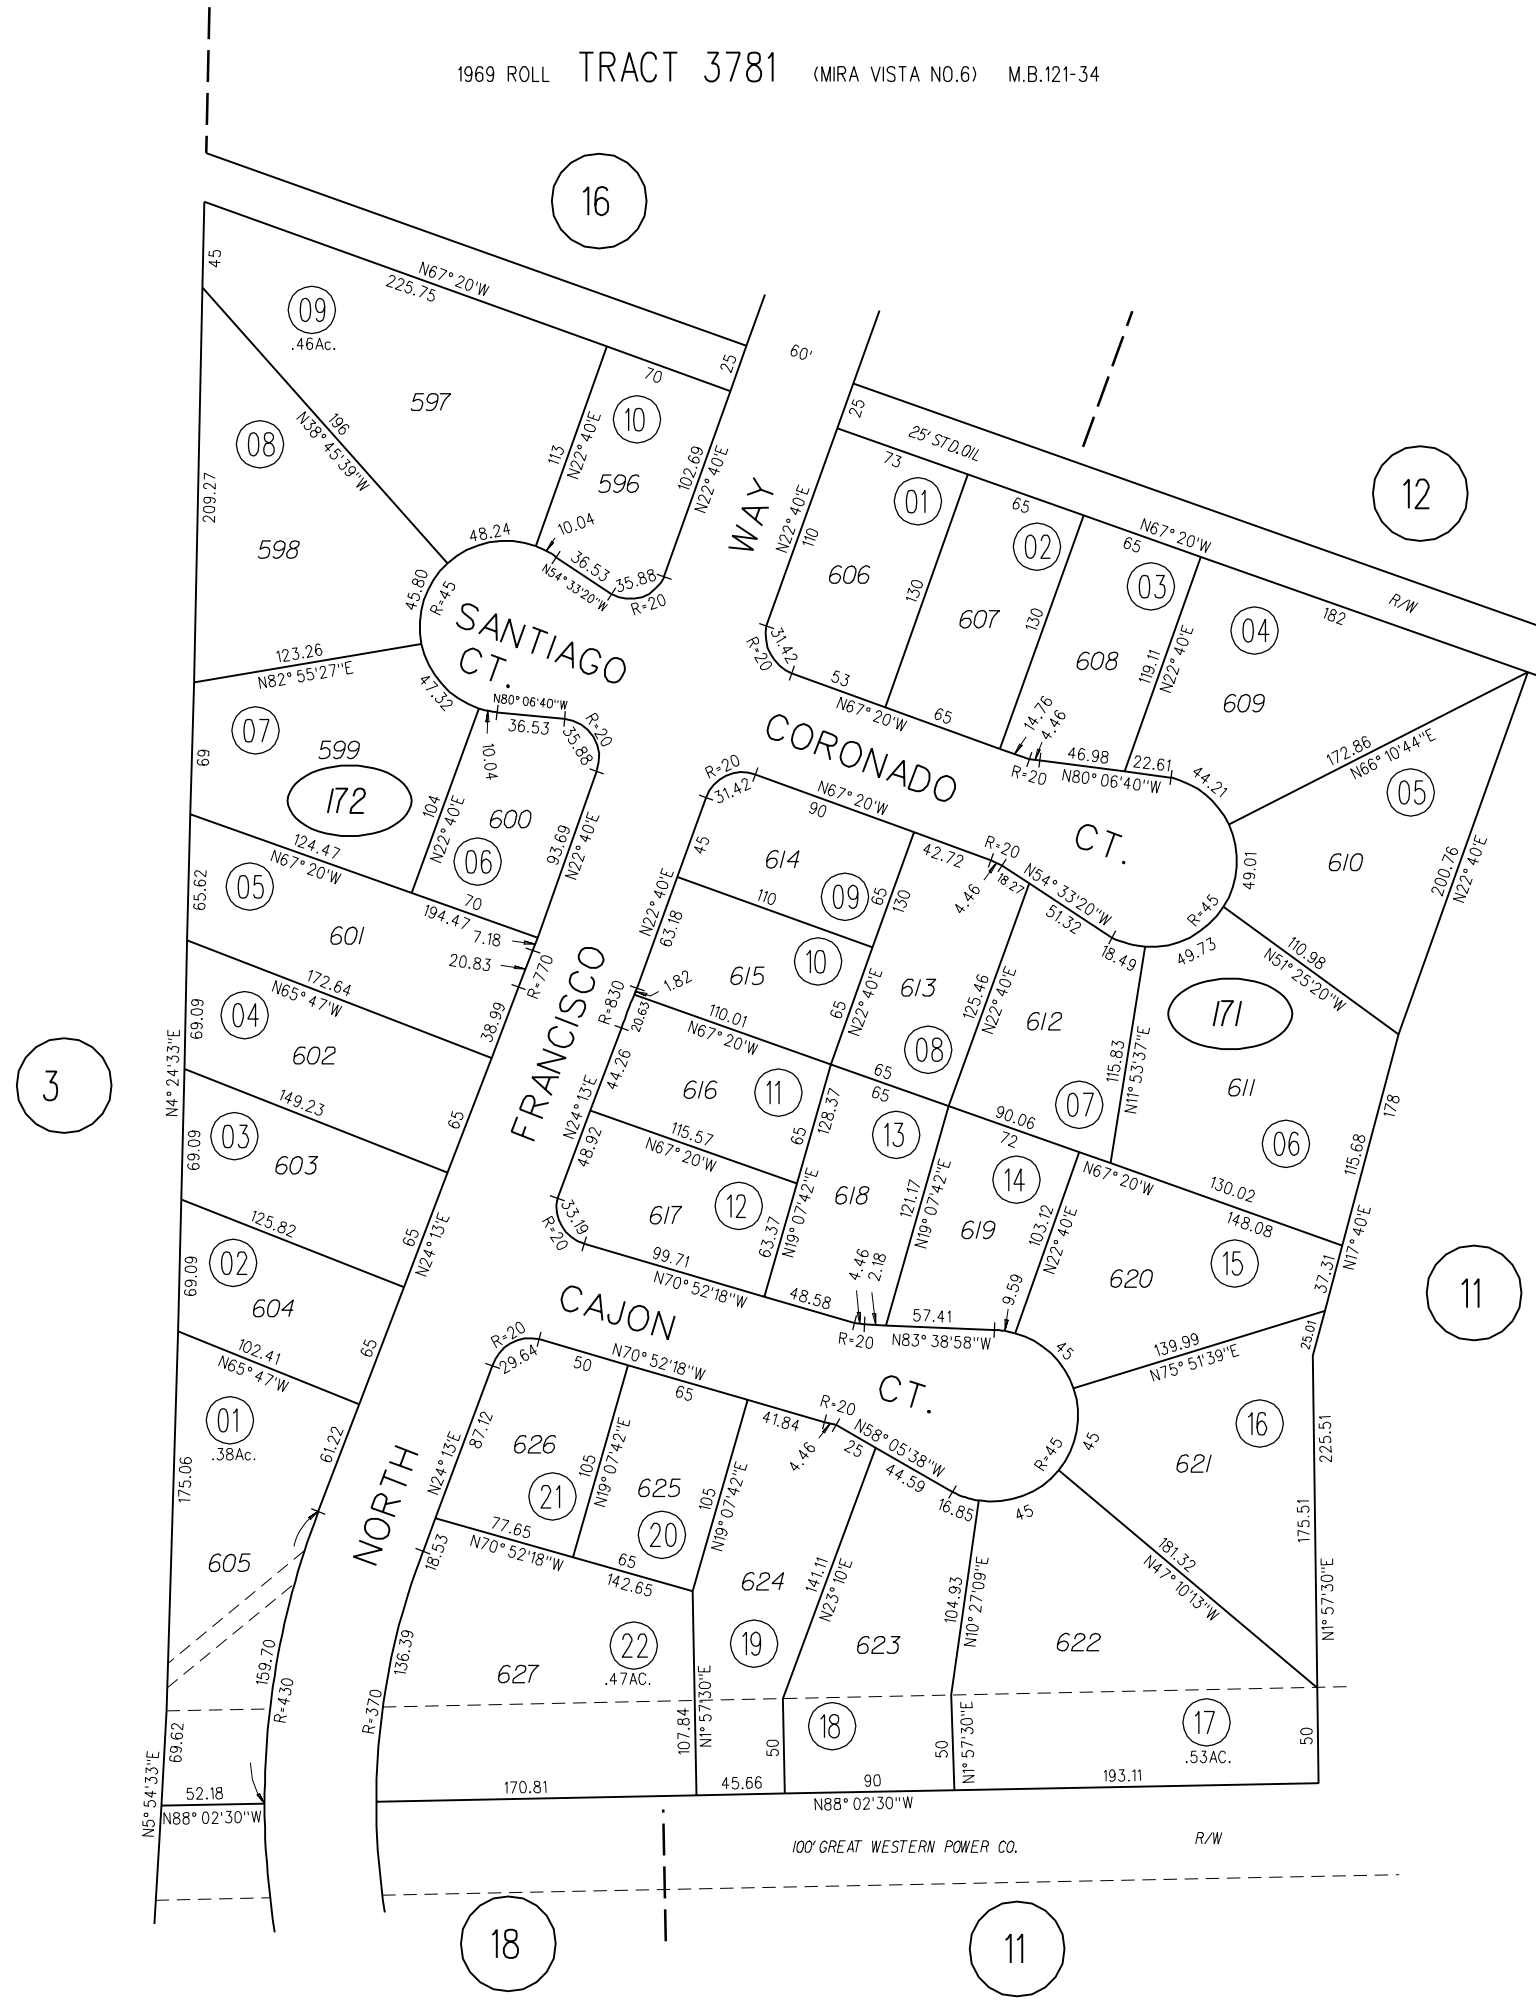 1969 ROLL TRACT 3781 (MIRA VISTA NO.6) M.B.121-34
16
45
N67°20'W
225.75
09
.46Ac.
25
60'
70
597
10
196
N38°45'39"W
08
113
N22°40'E
596
102.69
N22°40'E
209.27
598
48.24
10.04
36.53
N54°33'20"W
35.88
R=20
45.80
R=45
SANTIAGO
CT.
WAY
123.26
N82°55'27"E
47.32
N80°06'40"W
36.53
R=20
35.88
10.04
07
599
69
172
104
N22°40'E
600
06
93.69
N22°40'E
124.47
N67°20'W
70
194.47
7.18
20.83
R=770
05
65.62
601
172.64
N65°47'W
38.99
04
69.09
602
N4°24'33"E
149.23
65
3
03
69.09
603
125.82
65
N24°13'E
02
69.09
604
102.41
N65°47'W
65
01
.38Ac.
61.22
175.06
605
159.70
R=430
69.62
52.18
N88°02'30"W
N5°54'33"E
25
25' STD.OIL
73
01
N22°40'E
110
606
65
02
130
607
N67°20'W
65
03
130
608
12
R/W
182
04
119.11
N22°40'E
609
31.42
R=20
53
N67°20'W
65
14.76
4.46
R=20
46.98
22.61
N80°06'40"W
44.21
172.86
N66°10'44"E
05
610
200.76
N22°40'E
CORONADO
CT.
49.01
R=45
49.73
110.98
N51°25'20"W
R=20
31.42
N67°20'W
90
45
614
09
65
130
42.72
R=20
4.46
18.27
N54°33'20"W
51.32
18.49
110
N22°40'E
63.18
615
10
65
N22°40'E
613
08
125.46
N22°40'E
612
07
115.83
N11°53'37"E
171
611
06
178
115.68
FRANCISCO
R=830
1.82
20.63
110.01
N67°20'W
65
65
90.06
72
N67°20'W
130.02
148.08
44.26
N24°13'E
616
11
128.37
65
13
618
121.17
N19°07'42"E
14
619
103.12
N22°40'E
15
620
37.31
N17°40'E
11
115.57
N67°20'W
48.92
617
12
63.37
N19°07'42"E
33.19
R=20
99.71
N70°52'18"W
48.58
4.46
2.18
R=20
57.41
N83°38'58"W
9.59
45
139.99
N75°51'39"E
25.01
CAJON
CT.
R=20
29.64
N70°52'18"W
50
65
41.84
R=20
4.46
N58°05'38"W
25
44.59
16.85
45
R=45
45
16
621
225.51
175.51
N1°57'30"E
NORTH
N24°13'E
87.12
626
21
105
N19°07'42"E
625
20
105
N19°07'42"E
18.53
77.65
N70°52'18"W
65
142.65
624
19
141.11
N23°10'E
623
104.93
N10°27'09"E
622
181.32
N47°10'13"W
136.39
R=370
627
22
.47AC.
107.84
N1°57'30"E
18
50
50
N1°57'30"E
17
.53AC.
50
170.81
45.66
90
193.11
N88°02'30"W
100' GREAT WESTERN POWER CO.
R/W
18
11